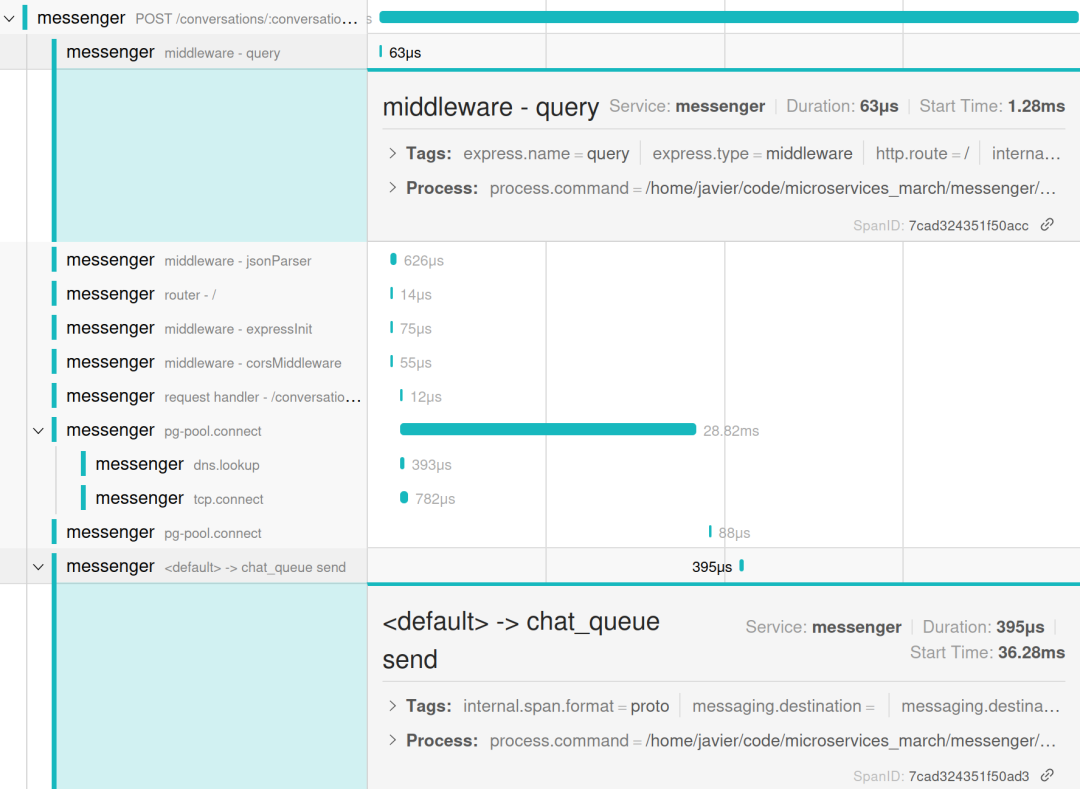 messenger POST /conversations/:conversatio… s
messenger middleware - query 63μs
middleware - query Service: messenger Duration: 63μs Start Time: 1.28ms
Tags: express.name = query express.type = middleware http.route = / interna…
Process: process.command = /home/javier/code/microservices_march/messenger/…
SpanID: 7cad324351f50acc
messenger middleware - jsonParser 626μs
messenger router - / 14μs
messenger middleware - expressInit 75μs
messenger middleware - corsMiddleware 55μs
messenger request handler - /conversatio… 12μs
messenger pg-pool.connect 28.82ms
messenger dns.lookup 393μs
messenger tcp.connect 782μs
messenger pg-pool.connect 88μs
messenger <default> -> chat_queue send 395μs
<default> -> chat_queue
send
Service: messenger Duration: 395μs
Start Time: 36.28ms
Tags: internal.span.format = proto messaging.destination = messaging.destina…
Process: process.command = /home/javier/code/microservices_march/messenger/…
SpanID: 7cad324351f50ad3